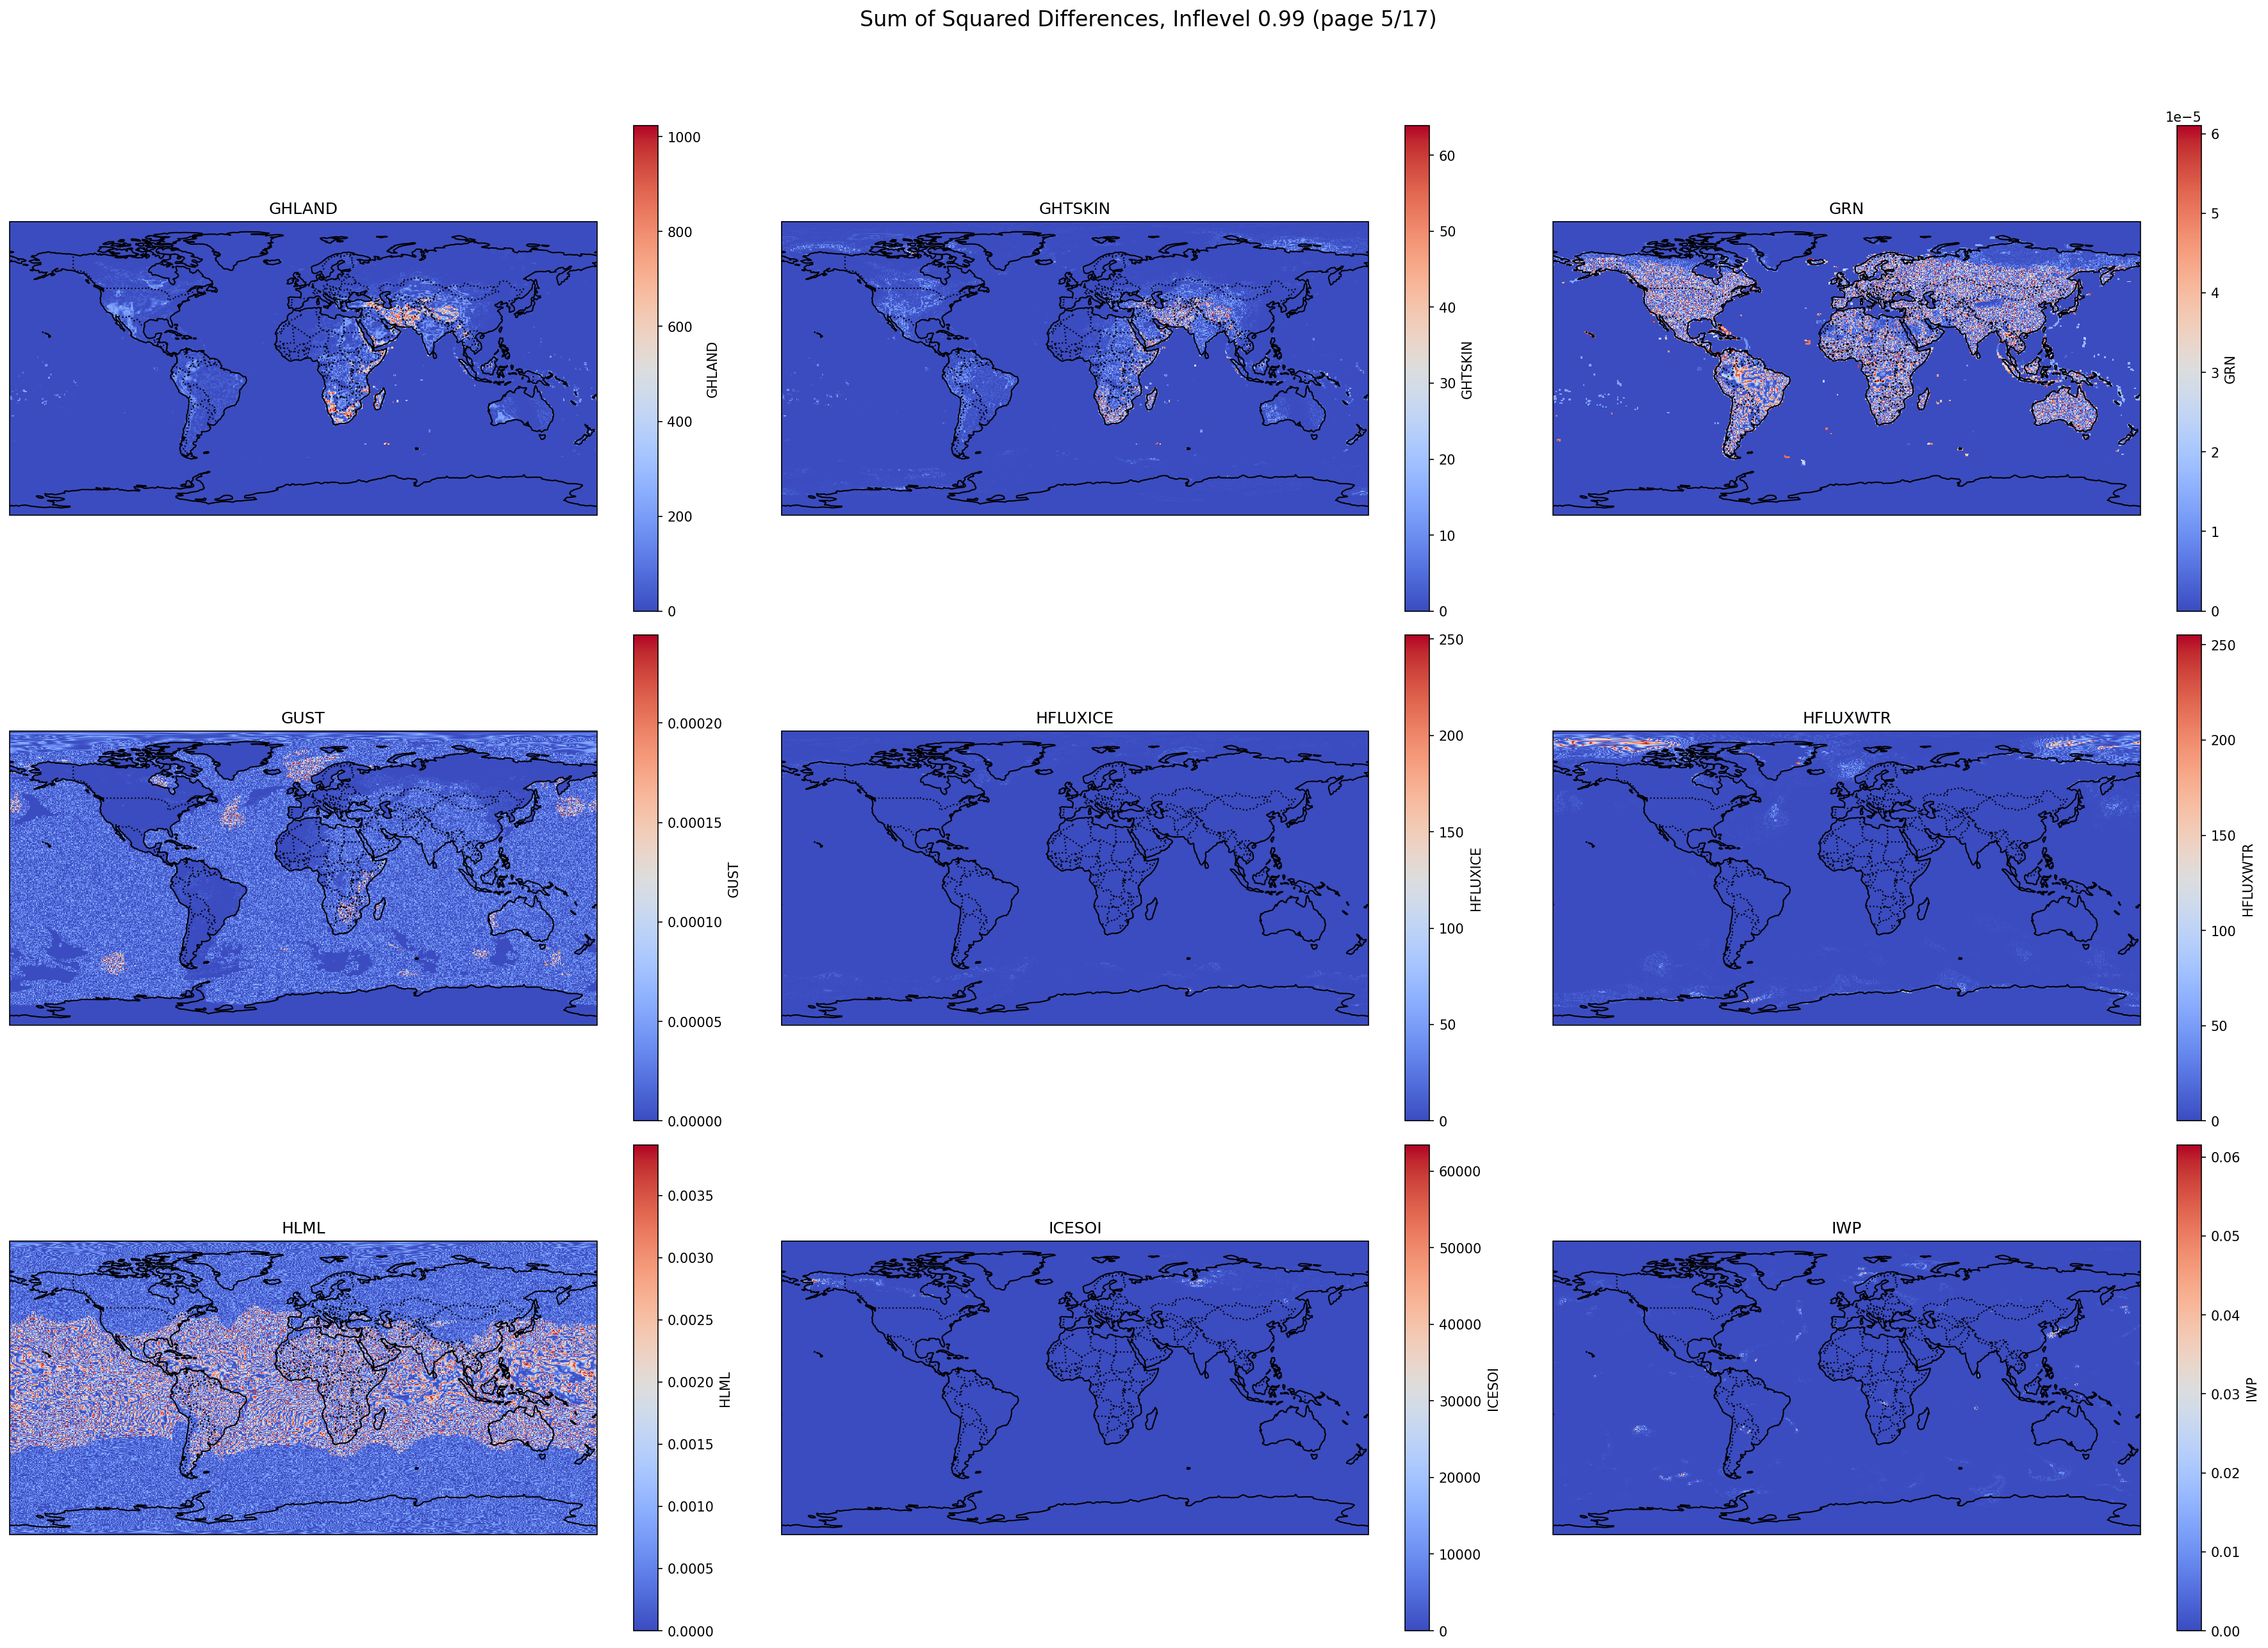 Sum of Squared Differences, Inflevel 0.99 (page 5/17)
GHLAND
1000
800
600
400
200
0
GHLAND
GHTSKIN
60
50
40
30
20
10
0
GHTSKIN
GRN
1e−5
6
5
4
3
2
1
0
GRN
GUST
0.00020
0.00015
0.00010
0.00005
0.00000
GUST
HFLUXICE
250
200
150
100
50
0
HFLUXICE
HFLUXWTR
250
200
150
100
50
0
HFLUXWTR
HLML
0.0035
0.0030
0.0025
0.0020
0.0015
0.0010
0.0005
0.0000
HLML
ICESOI
60000
50000
40000
30000
20000
10000
0
ICESOI
IWP
0.06
0.05
0.04
0.03
0.02
0.01
0.00
IWP